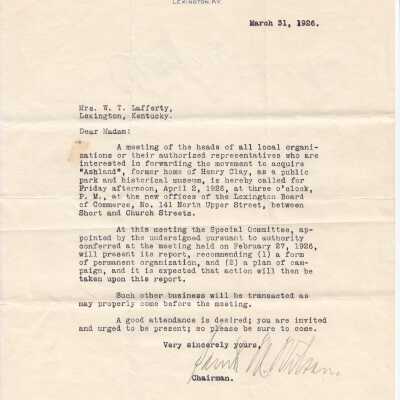 LEXINGTON, KY.
March 31, 1926.
Mrs. W. T. Lafferty,
Lexington, Kentucky.
Dear Madam:
A meeting of the heads of all local organi-
zations or their authorized representatives who are
interested in forwarding the movement to acquire
"Ashland", former home of Henry Clay, as a public
park and historical museum, is hereby called for
Friday afternoon, April 2, 1926, at three o'clock,
P. M., at the new offices of the Lexington Board
of Commerce, No. 141 North Upper Street, between
Short and Church Streets.
At this meeting the Special Committee, ap-
pointed by the undersigned pursuant to authority
conferred at the meeting held on February 27, 1926,
will present its report, recommending (1) a form
of permanent organization, and (2) a plan of cam-
paign, and it is expected that action will then be
taken upon this report.
Such other business will be transacted as
may properly come before the meeting.
A good attendance is desired; you are invited
and urged to be present; so please be sure to come.
Very sincerely yours,
Samuel M. Wilson.
Chairman.